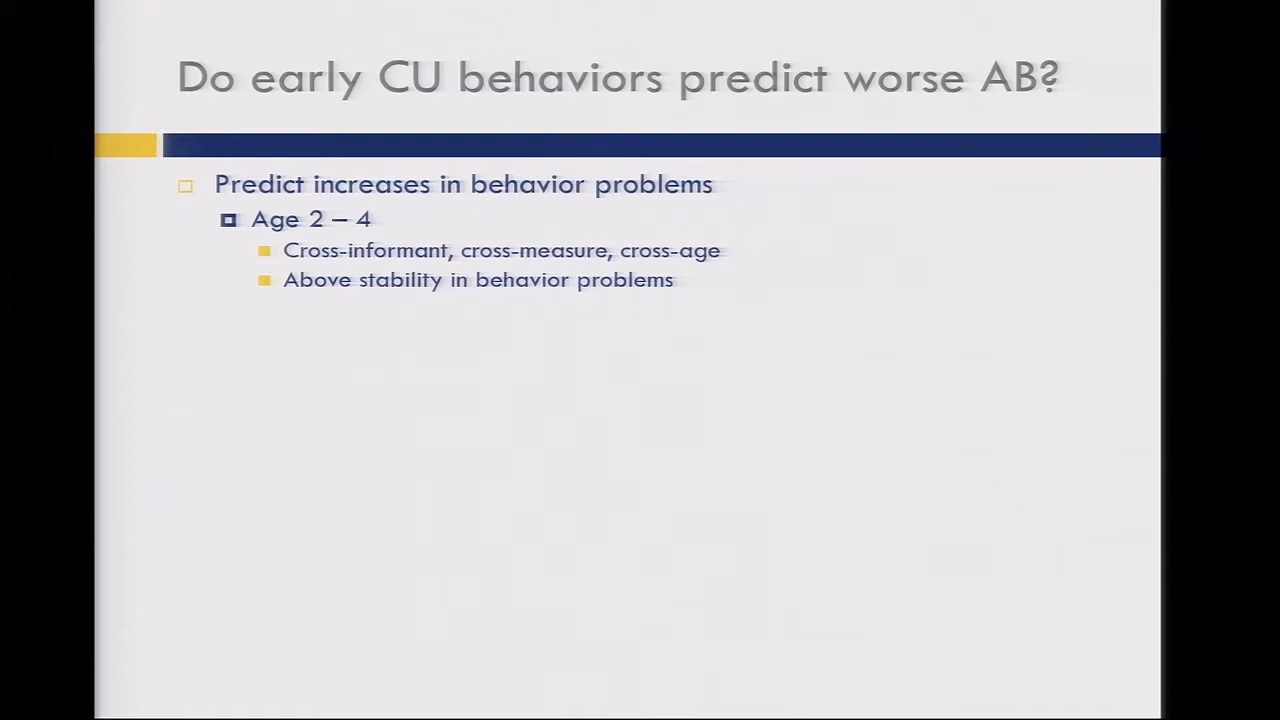 Do early CU behaviors predict worse AB?
Predict increases in behavior problems
Age 2 – 4
Cross-informant, cross-measure, cross-age
Above stability in behavior problems